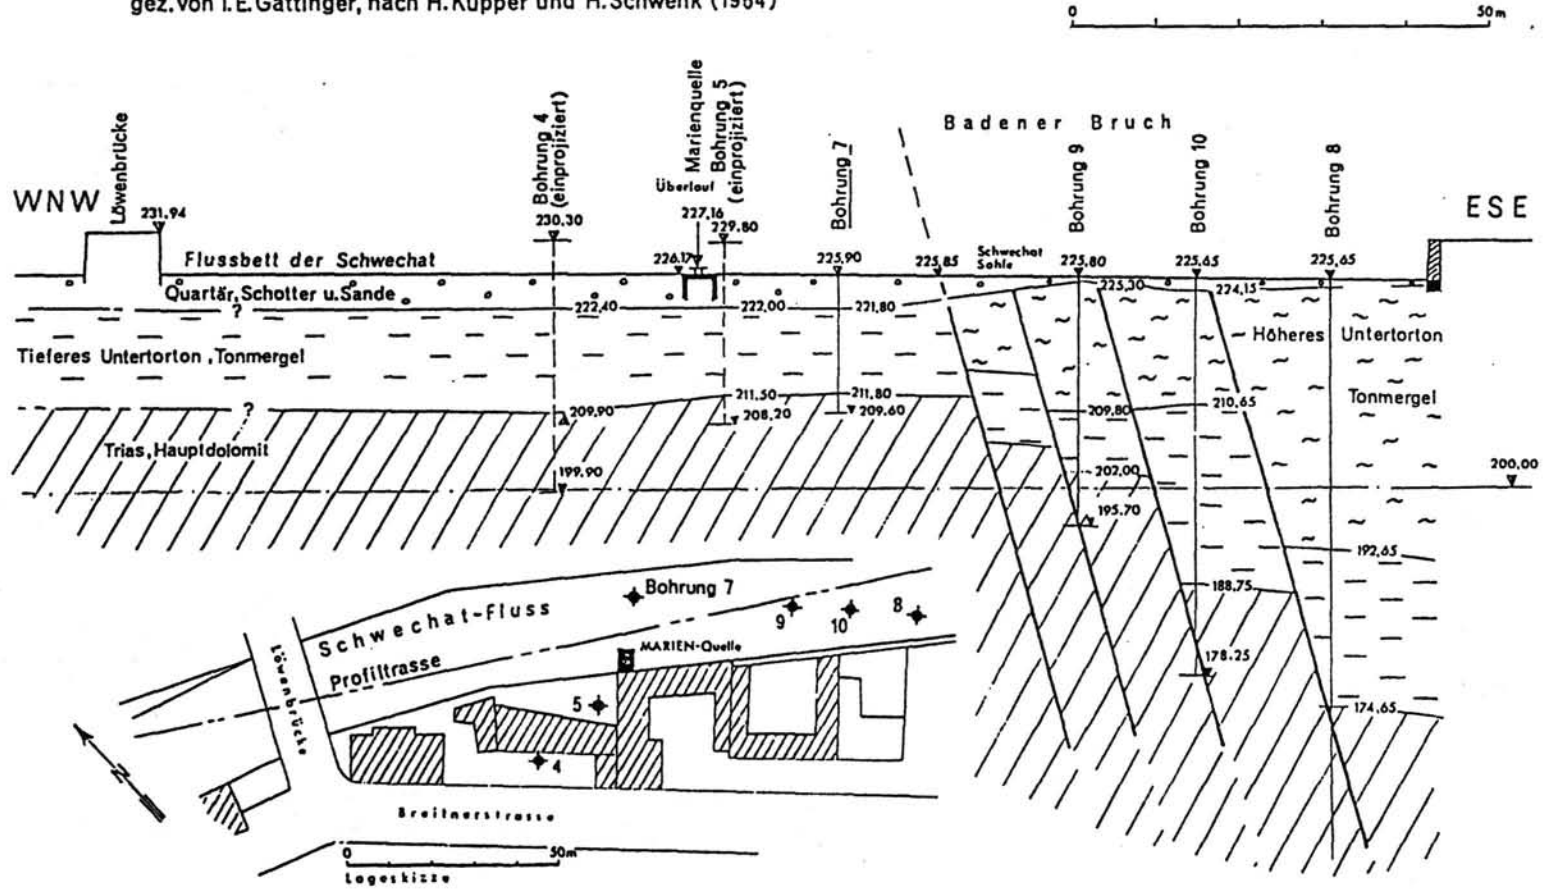 gez. von T.E. Gattinger, nach H. Küpper und H. Schwenk (1964)
0 50m
WNW
Löwenbrücke
231.94
Bohrung 4
(einprojiziert)
230.30
Marienquelle
Überlauf
227.16
Bohrung 5
(einprojiziert)
229.80
Bohrung 7
Badener Bruch
Bohrung 9
Bohrung 10
Bohrung 8
ESE
Flussbett der Schwechat
226.17
225.90
225.85
Schwechat
Sohle
225.80
225.65
225.65
Quartär, Schotter u. Sande
?
222.40
222.00
221.80
225.30
224.15
Tieferes Untertorton, Tonmergel
Höheres Untertorton
Tonmergel
?
209.90
211.50
208.20
211.80
209.60
209.80
210.65
Trias, Hauptdolomit
199.90
202.00
200.00
195.70
192.65
188.75
178.25
174.65
Schwechat-Fluss
Bohrung 7
9
10
8
Löwenbrücke
Profiltrasse
MARIEN-Quelle
5
4
N
Breitnerstrasse
0 50m
Lageskizze